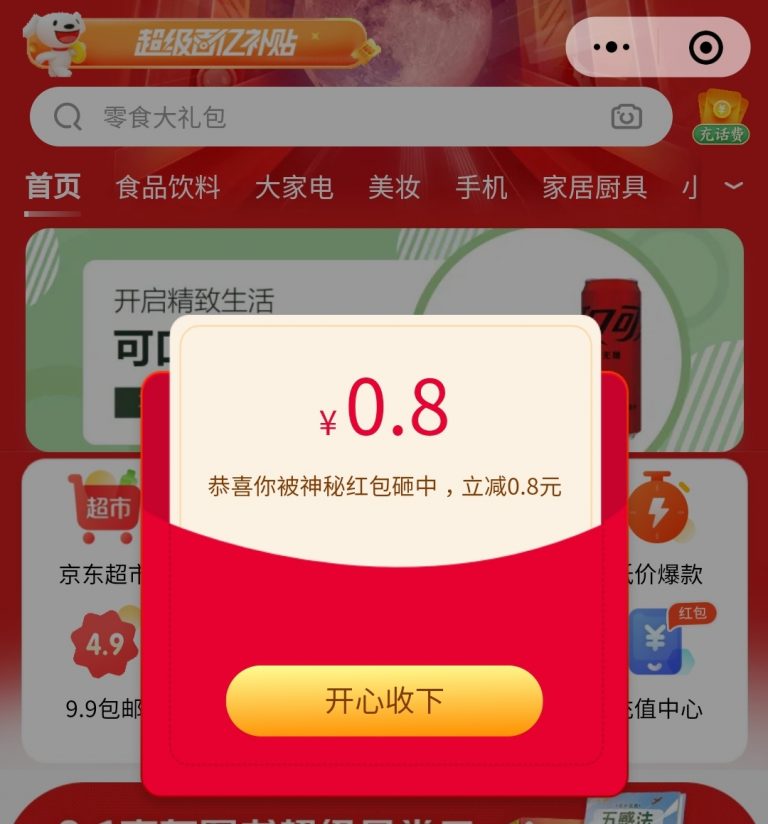 超级百亿补贴
零食大礼包
充话费
首页 食品饮料 大家电 美妆 手机 家居厨具 小
开启精致生活
可口
¥0.8
恭喜你被神秘红包砸中，立减0.8元
超市
京东超市
低价爆款
4.9
红包
¥
9.9包邮
充值中心
开心收下
五感法